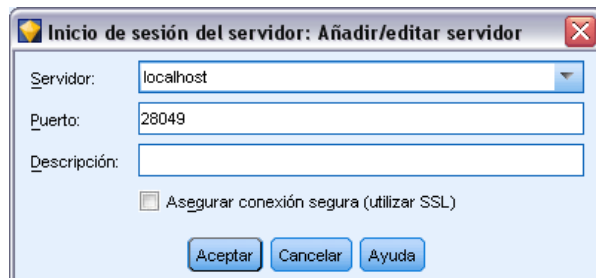 Inicio de sesión del servidor: Añadir/editar servidor
Servidor: localhost
Puerto: 28049
Descripción:
Asegurar conexión segura (utilizar SSL)
Aceptar Cancelar Ayuda